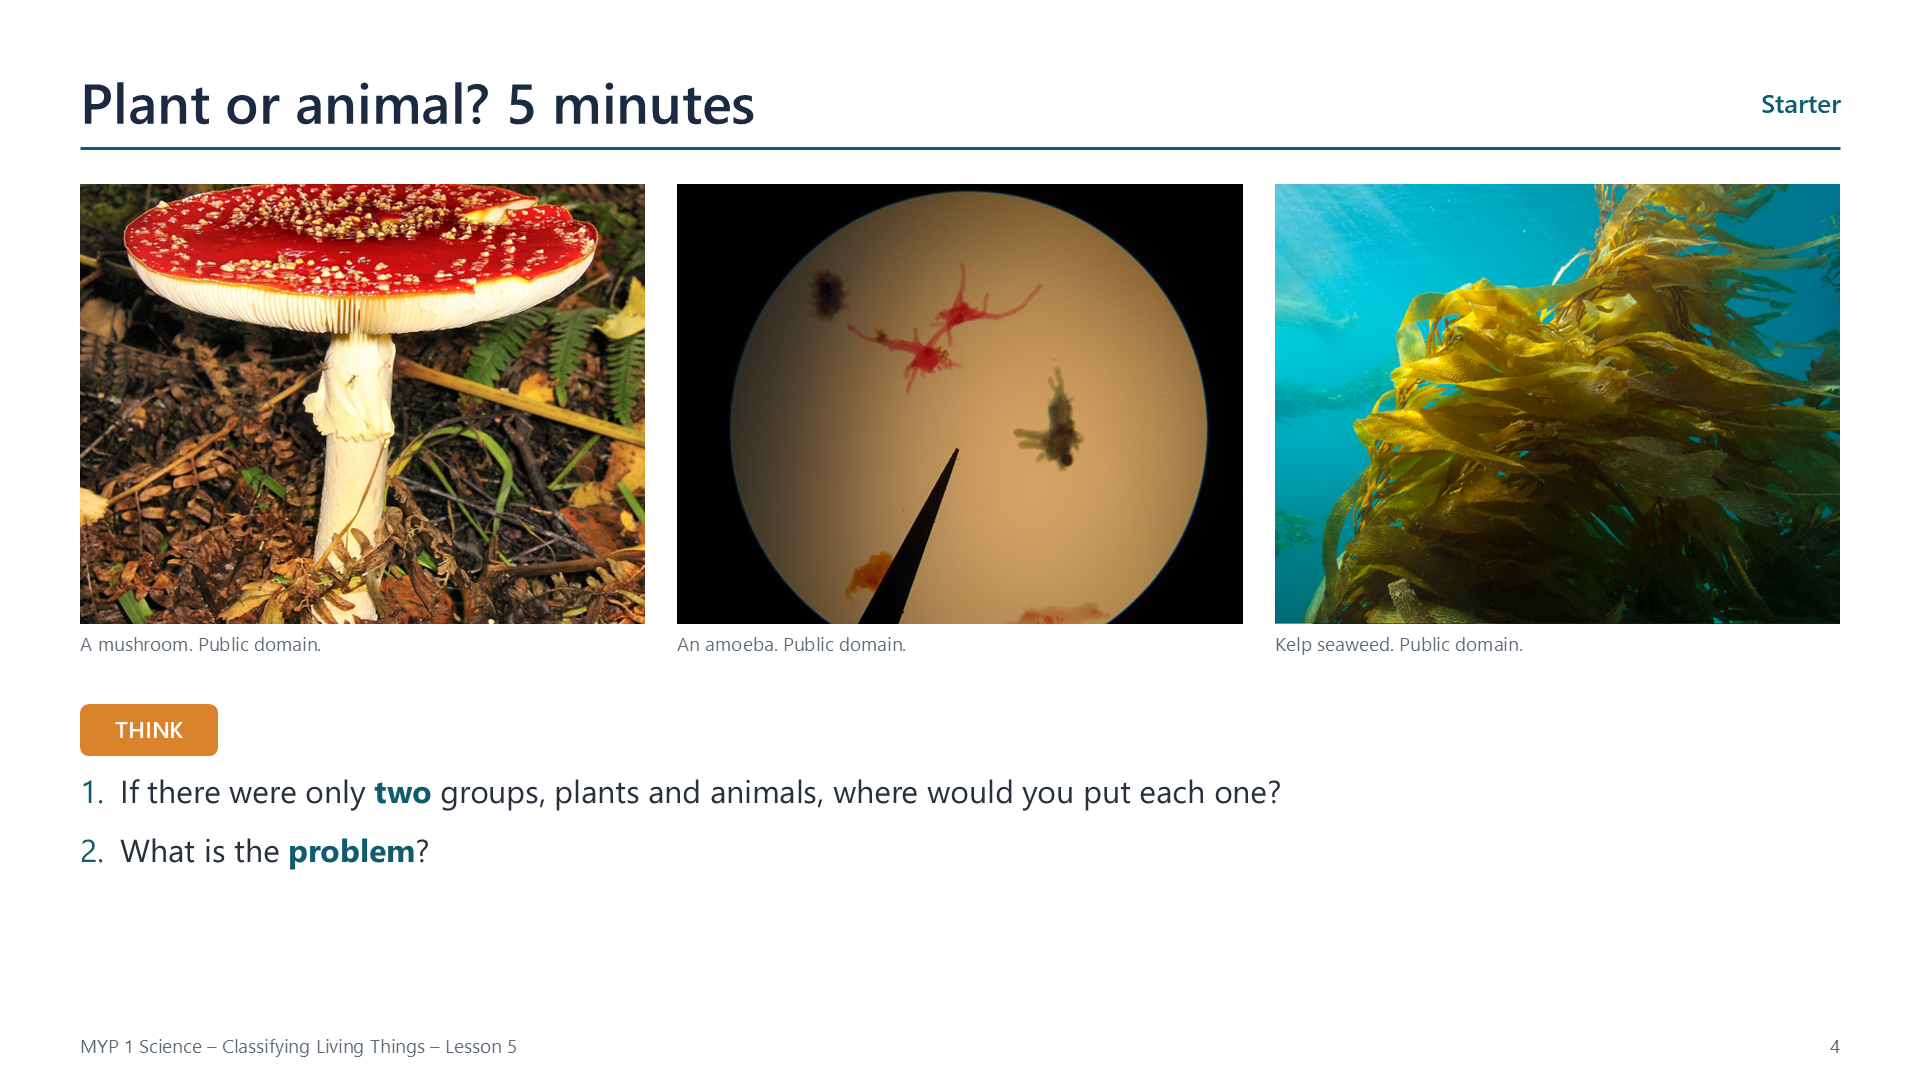 Plant or animal? 5 minutes
Starter
A mushroom. Public domain.
An amoeba. Public domain.
Kelp seaweed. Public domain.
THINK
1. If there were only two groups, plants and animals, where would you put each one?
2. What is the problem?
MYP 1 Science – Classifying Living Things – Lesson 5
4